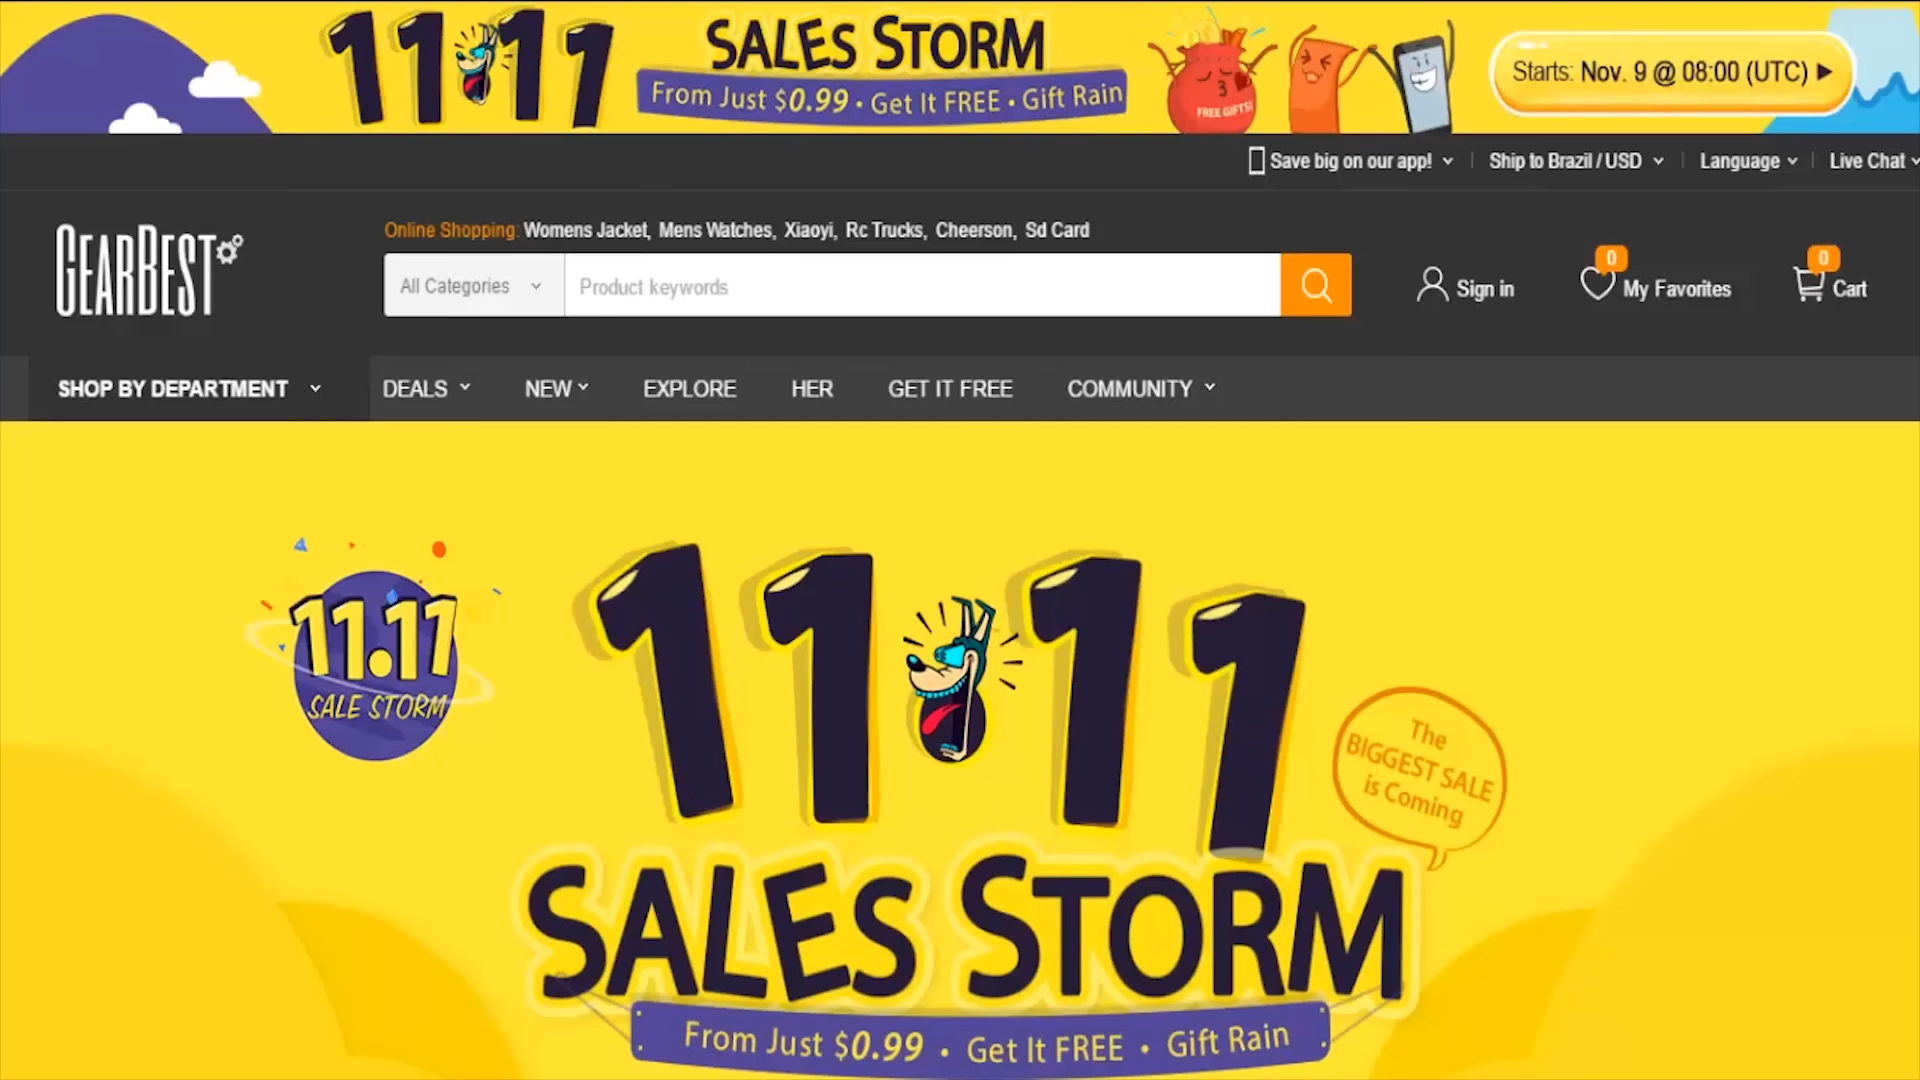 11.11
SALES STORM
From Just $0.99 • Get It FREE • Gift Rain
FREE GIFTS!
Starts: Nov. 9 @ 08:00 (UTC)
Save big on our app!
Ship to Brazil / USD
Language
Live Chat
GEARBEST
Online Shopping: Womens Jacket, Mens Watches, Xiaoyi, Rc Trucks, Cheerson, Sd Card
All Categories
Product keywords
Sign in
0
My Favorites
0
Cart
SHOP BY DEPARTMENT
DEALS
NEW
EXPLORE
HER
GET IT FREE
COMMUNITY
11.11
SALE STORM
11.11
The
BIGGEST SALE
is Coming
SALES STORM
From Just $0.99 • Get It FREE • Gift Rain